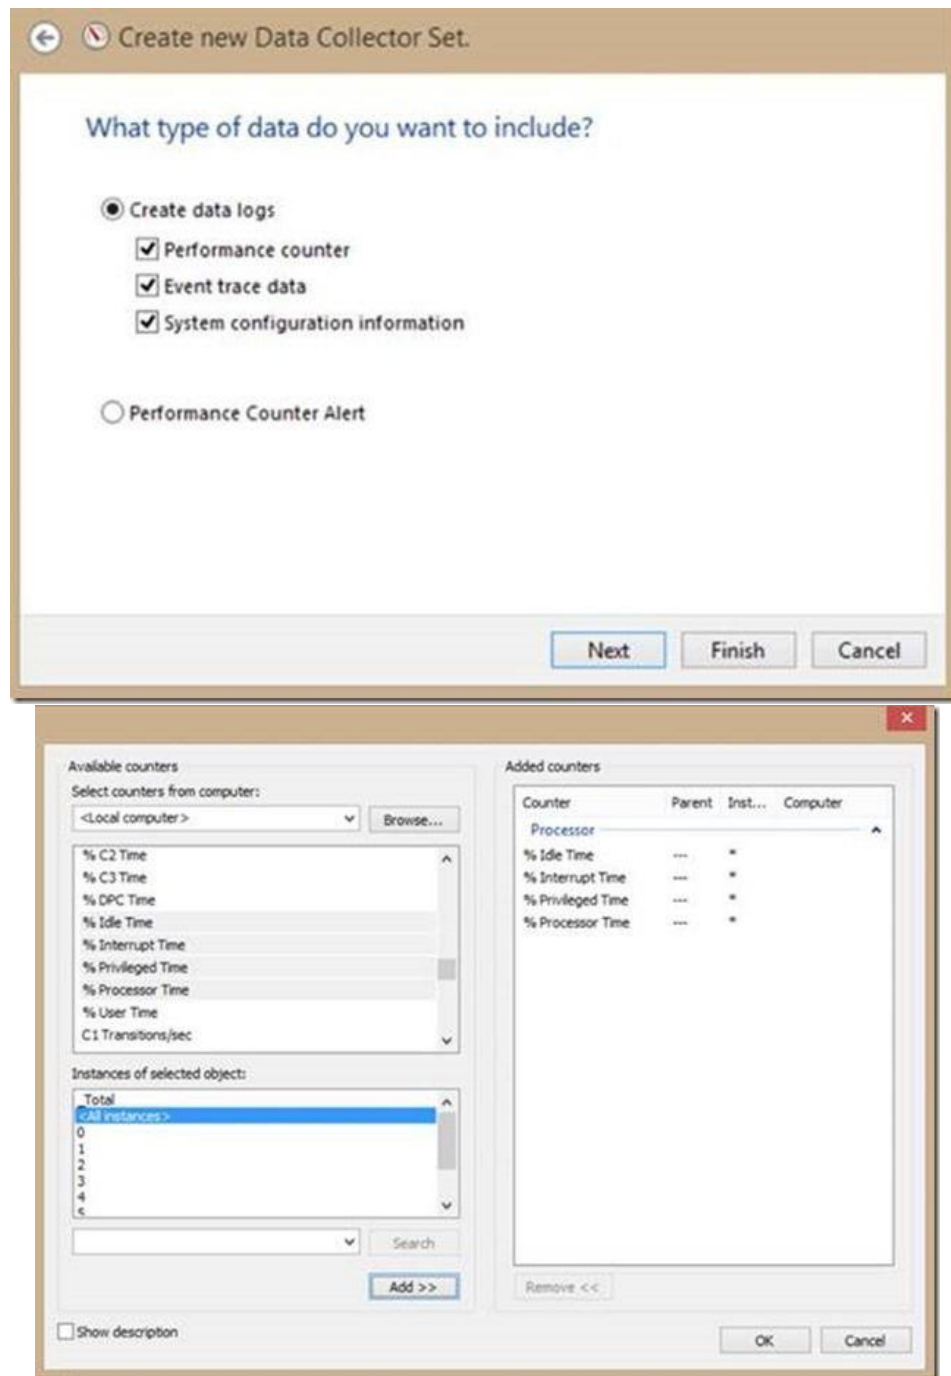 Create new Data Collector Set.
What type of data do you want to include?
Create data logs
Performance counter
Event trace data
System configuration information
Performance Counter Alert
Next Finish Cancel
Available counters
Select counters from computer:
<Local computer> Browse...
% C2 Time
% C3 Time
% DPC Time
% Idle Time
% Interrupt Time
% Privileged Time
% Processor Time
% User Time
C1 Transitions/sec
Instances of selected object:
_Total
<All instances>
0
1
2
3
4
5
Search
Add >>
Show description
Added counters
Counter Parent Inst... Computer
Processor
% Idle Time --- *
% Interrupt Time --- *
% Privileged Time --- *
% Processor Time --- *
Remove <<
OK Cancel